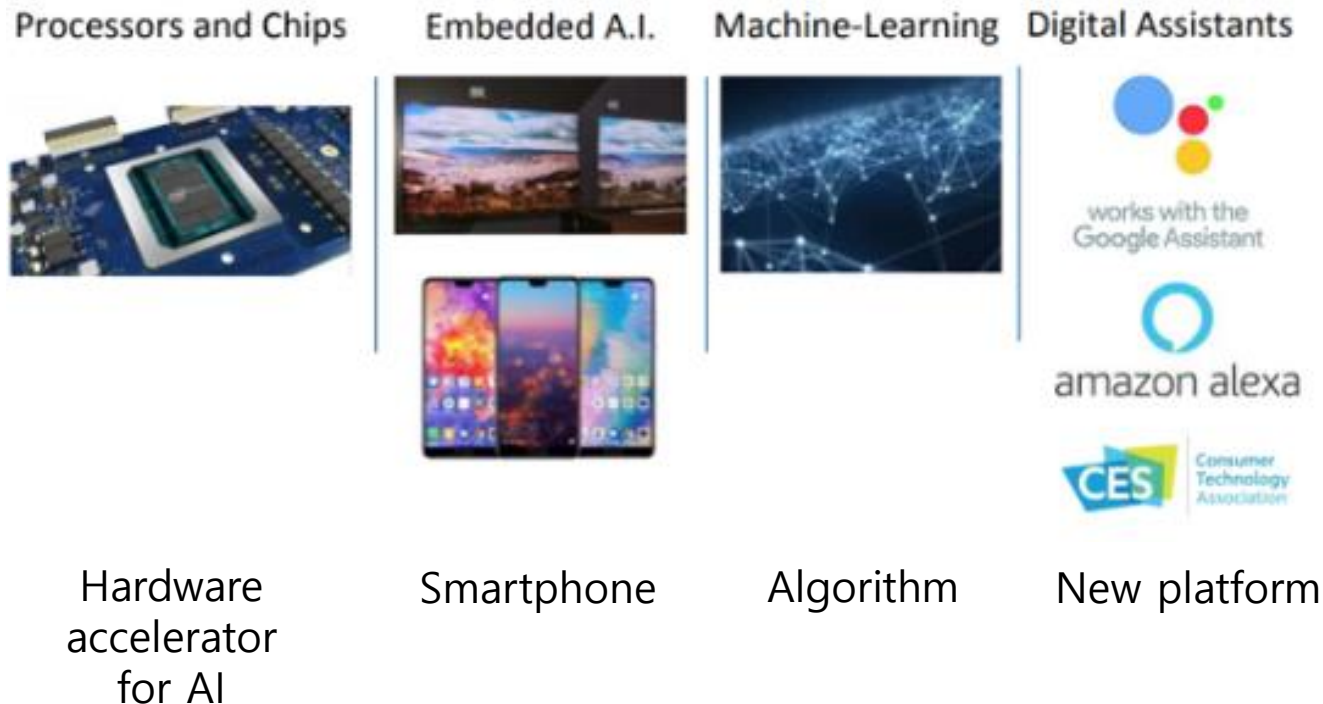 Processors and Chips
Embedded A.I.
Machine-Learning
Digital Assistants
works with the
Google Assistant
amazon alexa
CES
Consumer
Technology
Association
Hardware
accelerator
for AI
Smartphone
Algorithm
New platform